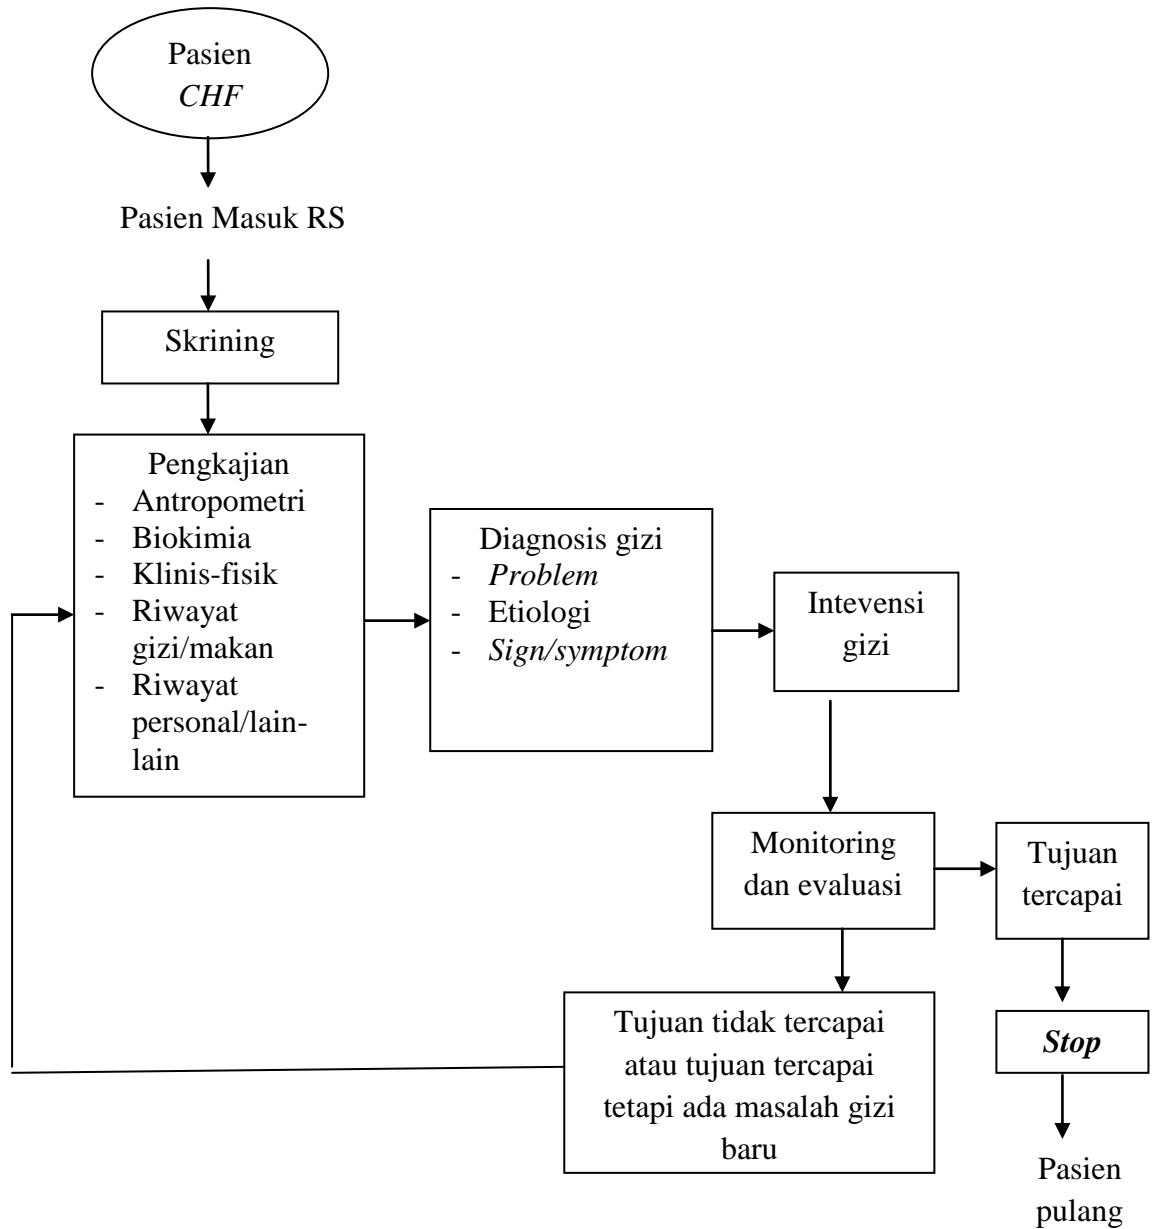 Pasien
CHF
Pasien Masuk RS
Skrining
Pengkajian
- Antropometri
- Biokimia
- Klinis-fisik
- Riwayat
gizi/makan
- Riwayat
personal/lain-
lain
Diagnosis gizi
- Problem
- Etiologi
- Sign/symptom
Intevensi
gizi
Monitoring
dan evaluasi
Tujuan
tercapai
Tujuan tidak tercapai
atau tujuan tercapai
tetapi ada masalah gizi
baru
Stop
Pasien
pulang